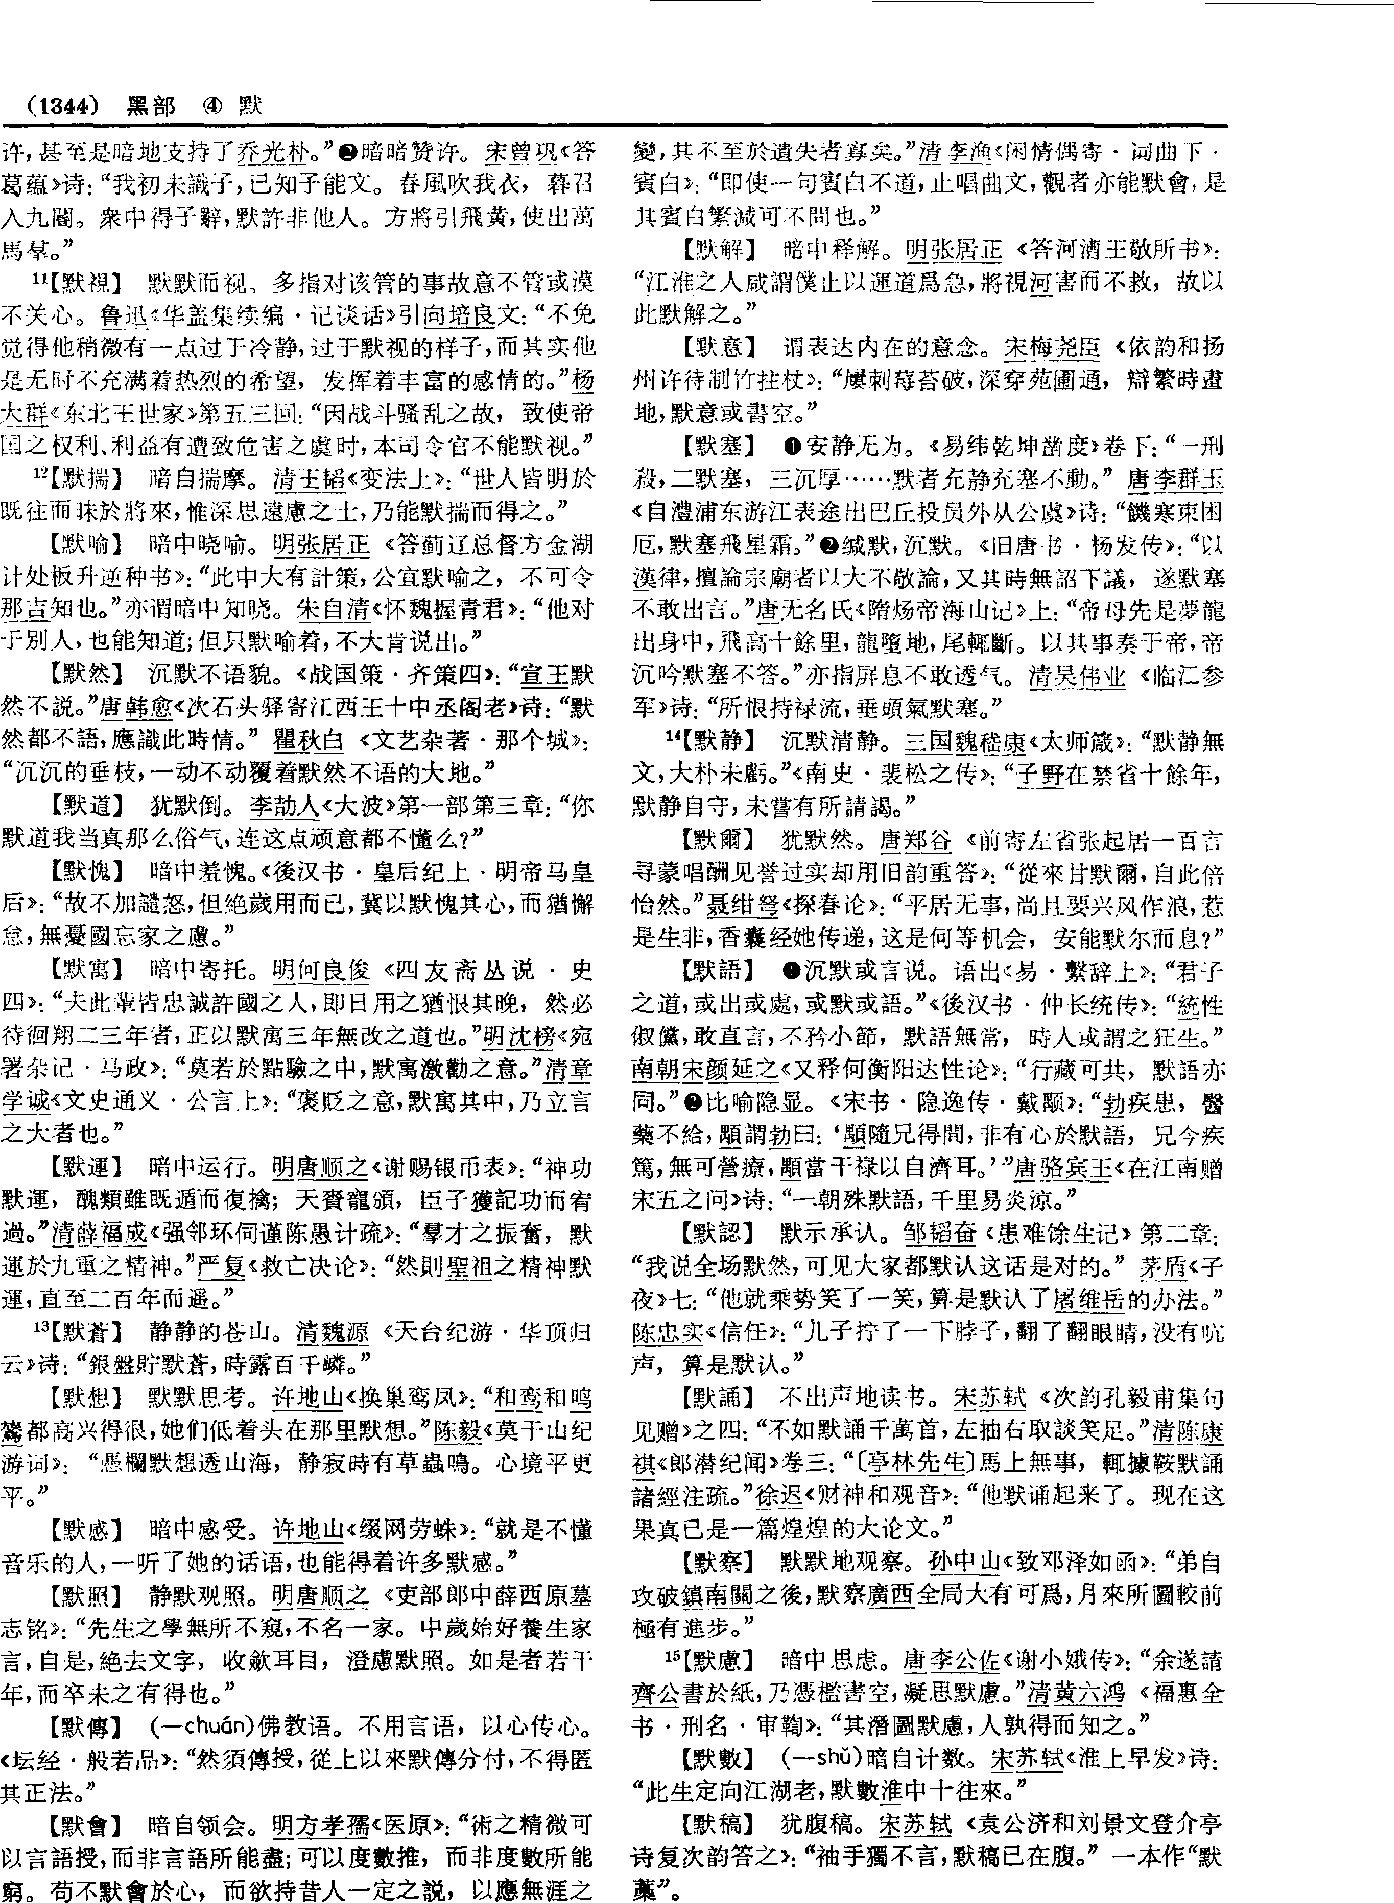 (1344) 黑部 ④ 默
许，甚至是暗地支持了乔光朴。”❷暗暗赞许。宋曾巩《答
葛蕴》诗：“我初未識子，已知子能文。春風吹我衣，暮召
入九閽。衆中得子辭，默許非他人。方將引飛黄，使出萬
馬羣。”
11【默視】 默默而视。多指对该管的事故意不管或漠
不关心。鲁迅《华盖集续编·记谈话》引向培良文：“不免
觉得他稍微有一点过于冷静，过于默视的样子，而其实他
是无时不充满着热烈的希望，发挥着丰富的感情的。”杨
大群《东北王世家》第五三回：“因战斗骚乱之故，致使帝
国之权利、利益有遭致危害之虞时，本司令官不能默视。”
12【默揣】 暗自揣摩。清王韬《变法上》：“世人皆明於
既往而昧於將來，惟深思遠慮之士，乃能默揣而得之。”
【默喻】 暗中晓喻。明张居正《答蓟辽总督方金湖
计处板升逆种书》：“此中大有計策，公宜默喻之，不可令
那吉知也。”亦谓暗中知晓。朱自清《怀魏握青君》：“他对
于别人，也能知道；但只默喻着，不大肯说出。”
【默然】 沉默不语貌。《战国策·齐策四》：“宣王默
然不説。”唐韩愈《次石头驿寄江西王十中丞阁老》诗：“默
然都不語，應識此時情。”瞿秋白《文艺杂著·那个城》：
“沉沉的垂枝，一动不动覆着默然不语的大地。”
【默道】 犹默倒。李劼人《大波》第一部第三章：“你
默道我当真那么俗气，连这点顽意都不懂么？”
【默愧】 暗中羞愧。《後汉书·皇后纪上·明帝马皇
后》：“故不加譴怒，但絶歲用而已，冀以默愧其心，而猶懈
怠，無憂國忘家之慮。”
【默寓】 暗中寄托。明何良俊《四友斋丛说·史
四》：“夫此輩皆忠誠許國之人，即日用之猶恨其晚，然必
待徊翔二三年者，正以默寓三年無改之道也。”明沈榜《宛
署杂记·马政》：“莫若於點驗之中，默寓激勸之意。”清章
学诚《文史通义·公言上》：“褒貶之意，默寓其中，乃立言
之大者也。”
【默運】 暗中运行。明唐顺之《谢赐银币表》：“神功
默運，醜類雖既遁而復擒；天賚龍頒，臣子獲記功而宥
過。”清薛福成《强邻环伺谨陈愚计疏》：“羣才之振奮，默
運於九重之精神。”严复《救亡决论》：“然則聖祖之精神默
運，直至二百年而遥。”
13【默蒼】 静静的苍山。清魏源《天台纪游·华顶归
云》诗：“銀盤貯默蒼，時露百千嶙。”
【默想】 默默思考。许地山《换巢鸾凤》：“和鸾和鸣
鸶都高兴得很，她们低着头在那里默想。”陈毅《莫干山纪
游词》：“憑欄默想透山海，静寂時有草蟲鳴。心境平更
平。”
【默感】 暗中感受。许地山《缀网劳蛛》：“就是不懂
音乐的人，一听了她的话语，也能得着许多默感。”
【默照】 静默观照。明唐顺之《吏部郎中薛西原墓
志铭》：“先生之學無所不窺，不名一家。中歲始好養生家
言，自是，絶去文字，收斂耳目，澄慮默照。如是者若干
年，而卒未之有得也。”
【默傳】 （—chuán）佛教语。不用言语，以心传心。
《坛经·般若品》：“然須傳授，從上以來默傳分付，不得匿
其正法。”
【默會】 暗自领会。明方孝孺《医原》：“術之精微可
以言語授，而非言語所能盡；可以度數推，而非度數所能
窮。苟不默會於心，而欲持昔人一定之説，以應無涯之
變，其不至於遺失者寡矣。”清李渔《闲情偶寄·词曲下·
賓白》：“即使一句賓白不道，止唱曲文，觀者亦能默會，是
其賓白繁減可不問也。”
【默解】 暗中释解。明张居正《答河漕王敬所书》：
“江淮之人咸謂僕止以運道爲急，將視河害而不救，故以
此默解之。”
【默意】 谓表达内在的意念。宋梅尧臣《依韵和扬
州许待制竹拄杖》：“屢刺莓苔破，深穿苑圃通，辯繁時畫
地，默意或書空。”
【默塞】 ❶安静无为。《易纬乾坤凿度》卷下：“一刑
殺，二默塞，三沉厚……默者充静充塞不動。”唐李群玉
《自澧浦东游江表途出巴丘投员外从公虞》诗：“饑寒束困
厄，默塞飛星霜。”❷缄默，沉默。《旧唐书·杨发传》：“以
漢律，擅論宗廟者以大不敬論，又其時無詔下議，遂默塞
不敢出言。”唐无名氏《隋炀帝海山记》上：“帝母先是夢龍
出身中，飛高十餘里，龍墮地，尾輒斷。以其事奏于帝，帝
沉吟默塞不答。”亦指屏息不敢透气。清吴伟业《临江参
军》诗：“所恨持禄流，垂頭氣默塞。”
14【默静】 沉默清静。三国魏嵇康《太师箴》：“默静無
文，大朴未虧。”《南史·裴松之传》：“子野在禁省十餘年，
默静自守，未嘗有所請謁。”
【默爾】 犹默然。唐郑谷《前寄左省张起居一百言
寻蒙唱酬见誉过实却用旧韵重答》：“從來甘默爾，自此倍
怡然。”聂绀弩《探春论》：“平居无事，尚且要兴风作浪，惹
是生非，香囊经她传递，这是何等机会，安能默尔而息？”
【默語】 ❶沉默或言说。语出《易·繫辞上》：“君子
之道，或出或處，或默或語。”《後汉书·仲长统传》：“統性
俶儻，敢直言，不矜小節，默語無常，時人或謂之狂生。”
南朝宋颜延之《又释何衡阳达性论》：“行藏可共，默語亦
同。”❷比喻隐显。《宋书·隐逸传·戴颙》：“勃疾患，醫
藥不給，顒謂勃曰：‘顒隨兄得閒，非有心於默語，兄今疾
篤，無可營療，顒當干禄以自濟耳。’”唐骆宾王《在江南赠
宋五之问》诗：“一朝殊默語，千里易炎涼。”
【默認】 默示承认。邹韬奋《患难馀生记》第二章：
“我说全场默然，可见大家都默认这话是对的。”茅盾《子
夜》七：“他就乘势笑了一笑，算是默认了屠维岳的办法。”
陈忠实《信任》：“儿子拧了一下脖子，翻了翻眼睛，没有吭
声，算是默认。”
【默誦】 不出声地读书。宋苏轼《次韵孔毅甫集句
见赠》之四：“不如默誦千萬首，左抽右取談笑足。”清陈康
祺《郎潜纪闻》卷三：“〔亭林先生〕馬上無事，輒據鞍默誦
諸經注疏。”徐迟《财神和观音》：“他默诵起来了。现在这
果真已是一篇煌煌的大论文。”
【默察】 默默地观察。孙中山《致邓泽如函》：“弟自
攻破鎮南關之後，默察廣西全局大有可爲，月來所圖較前
極有進步。”
15【默慮】 暗中思虑。唐李公佐《谢小娥传》：“余遂請
齊公書於紙，乃憑檻書空，凝思默慮。”清黄六鸿《福惠全
书·刑名·审鞫》：“其潛圖默慮，人孰得而知之。”
【默數】 （—shǔ）暗自计数。宋苏轼《淮上早发》诗：
“此生定向江湖老，默數淮中十往來。”
【默稿】 犹腹稿。宋苏轼《袁公济和刘景文登介亭
诗复次韵答之》：“袖手獨不言，默稿已在腹。”一本作“默
藁”。